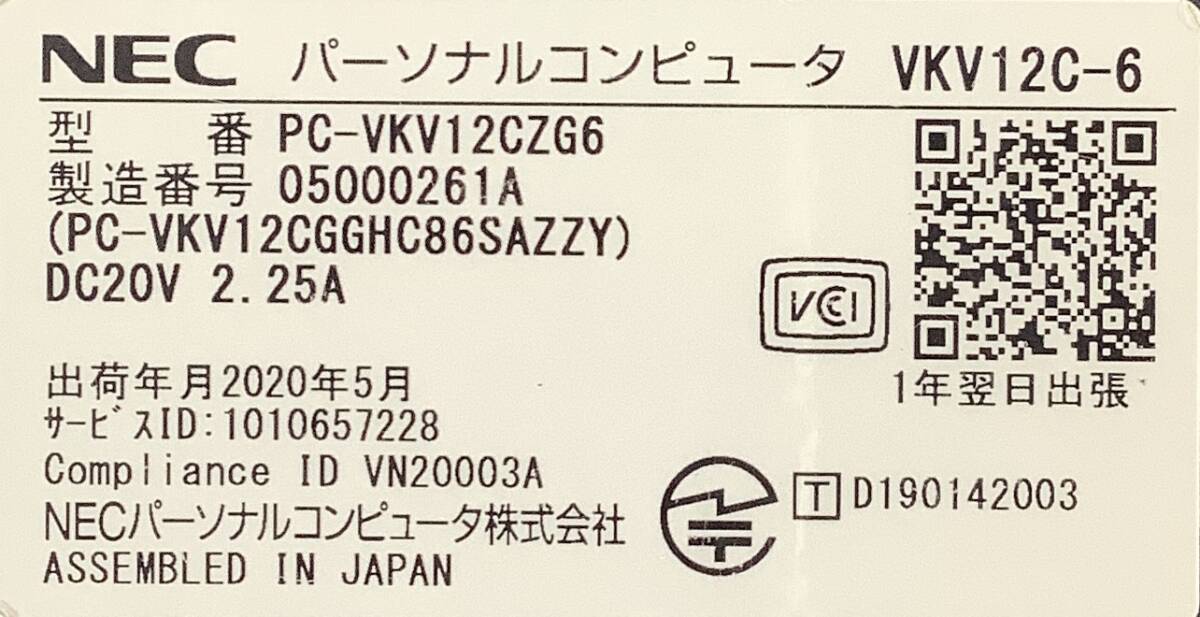 NEC パーソナルコンピュータ VKV12C-6
型　番 PC-VKV12CZG6
製造番号 05000261A
(PC-VKV12CGGHC86SAZZY)
DC20V 2.25A
VCCI
1年翌日出張
出荷年月2020年5月
ｻｰﾋﾞｽID:1010657228
Compliance ID VN20003A
NECパーソナルコンピュータ株式会社
ASSEMBLED IN JAPAN
T D190142003